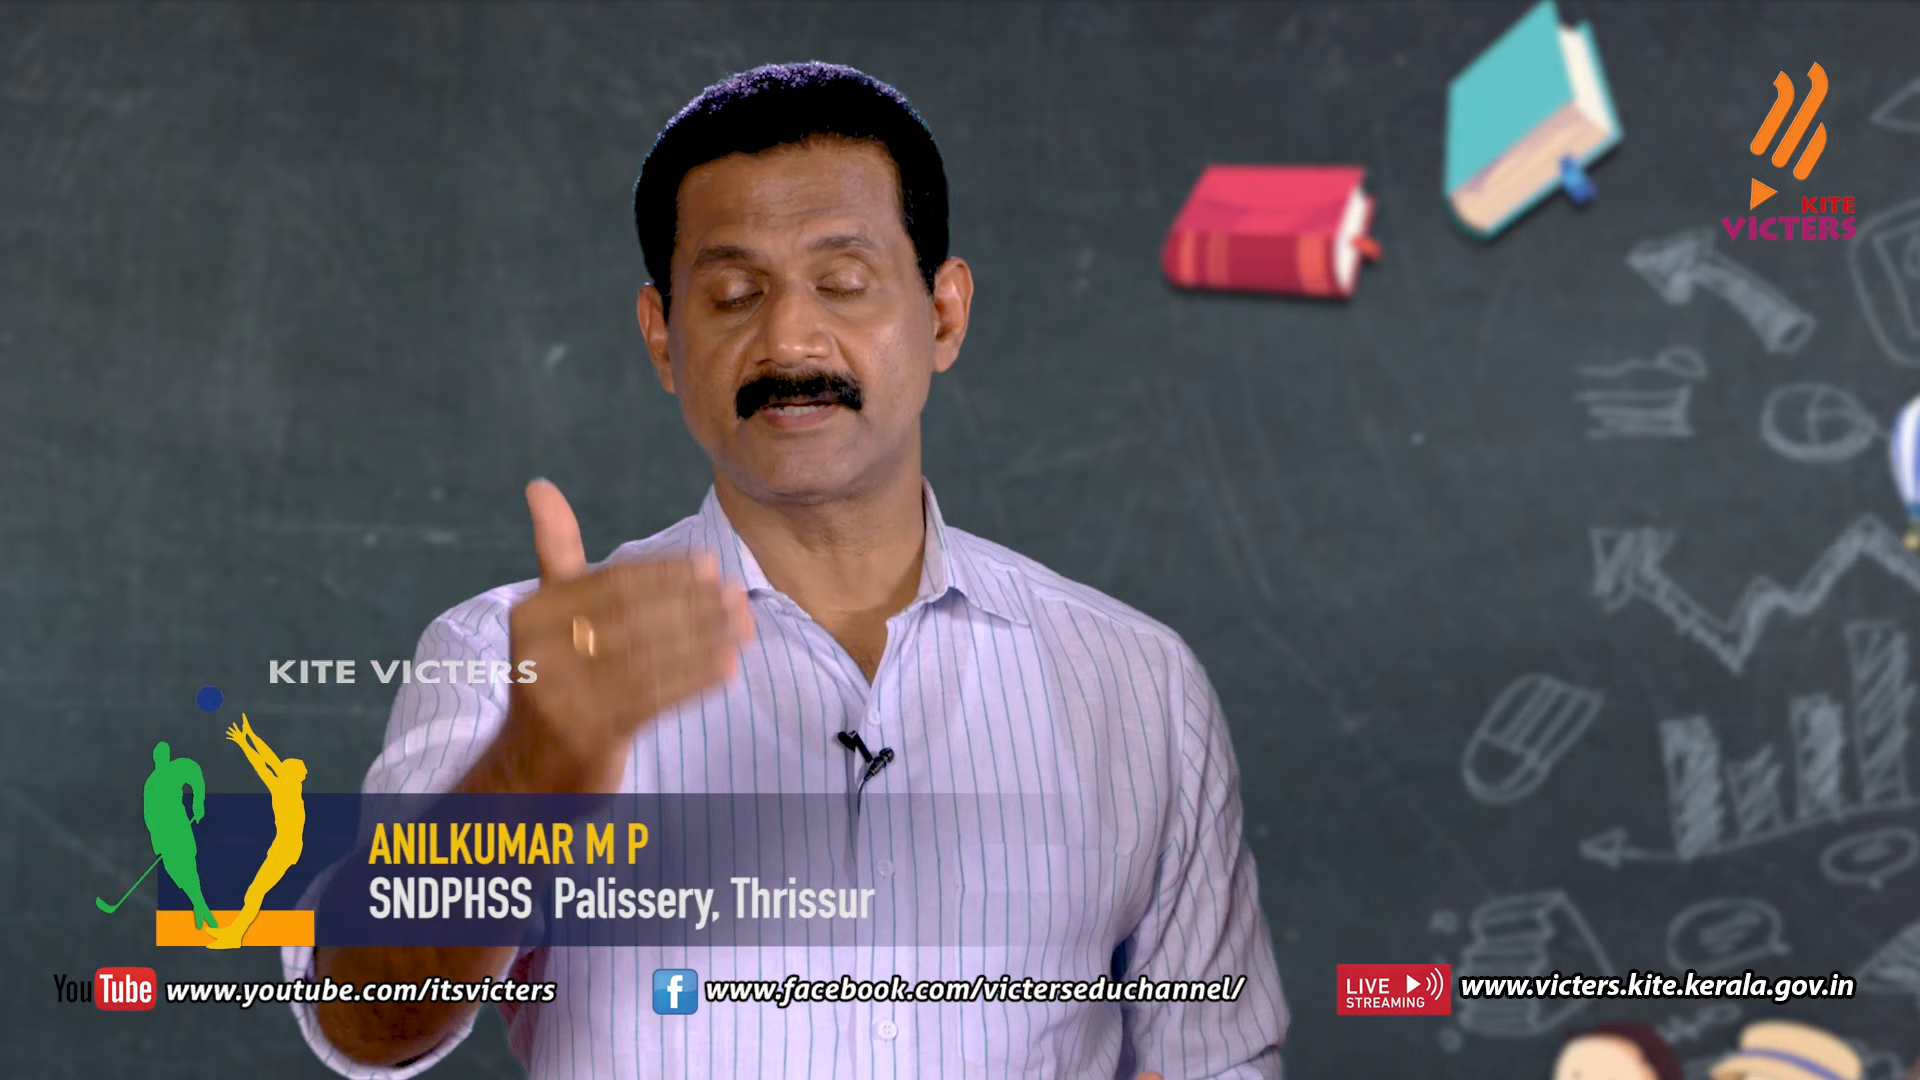 KITE
VICTERS
KITE VICTERS
ANILKUMAR M P
SNDPHSS Palissery, Thrissur
YouTube www.youtube.com/itsvicters
f www.facebook.com/victerseduchannel/
LIVE
STREAMING
www.victers.kite.kerala.gov.in